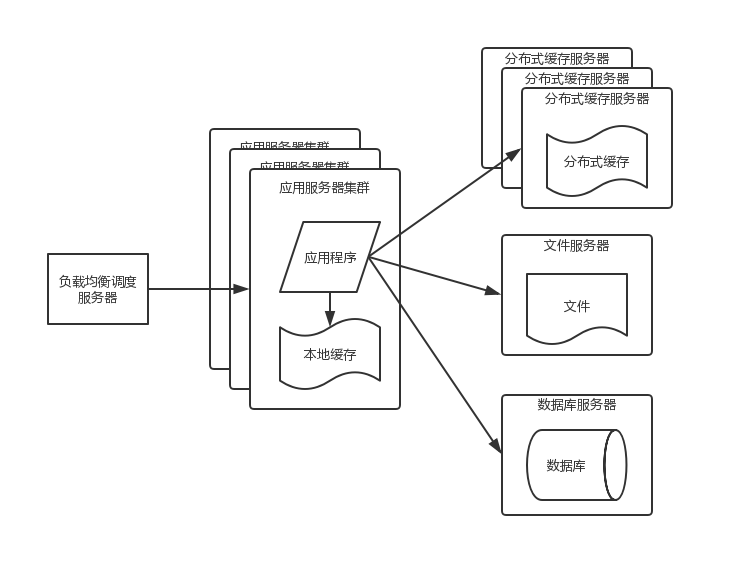 负载均衡调度
服务器
应用服务器集群
应用服务器集群
应用服务器集群
应用程序
本地缓存
分布式缓存服务器
分布式缓存服务器
分布式缓存服务器
分布式缓存
文件服务器
文件
数据库服务器
数据库